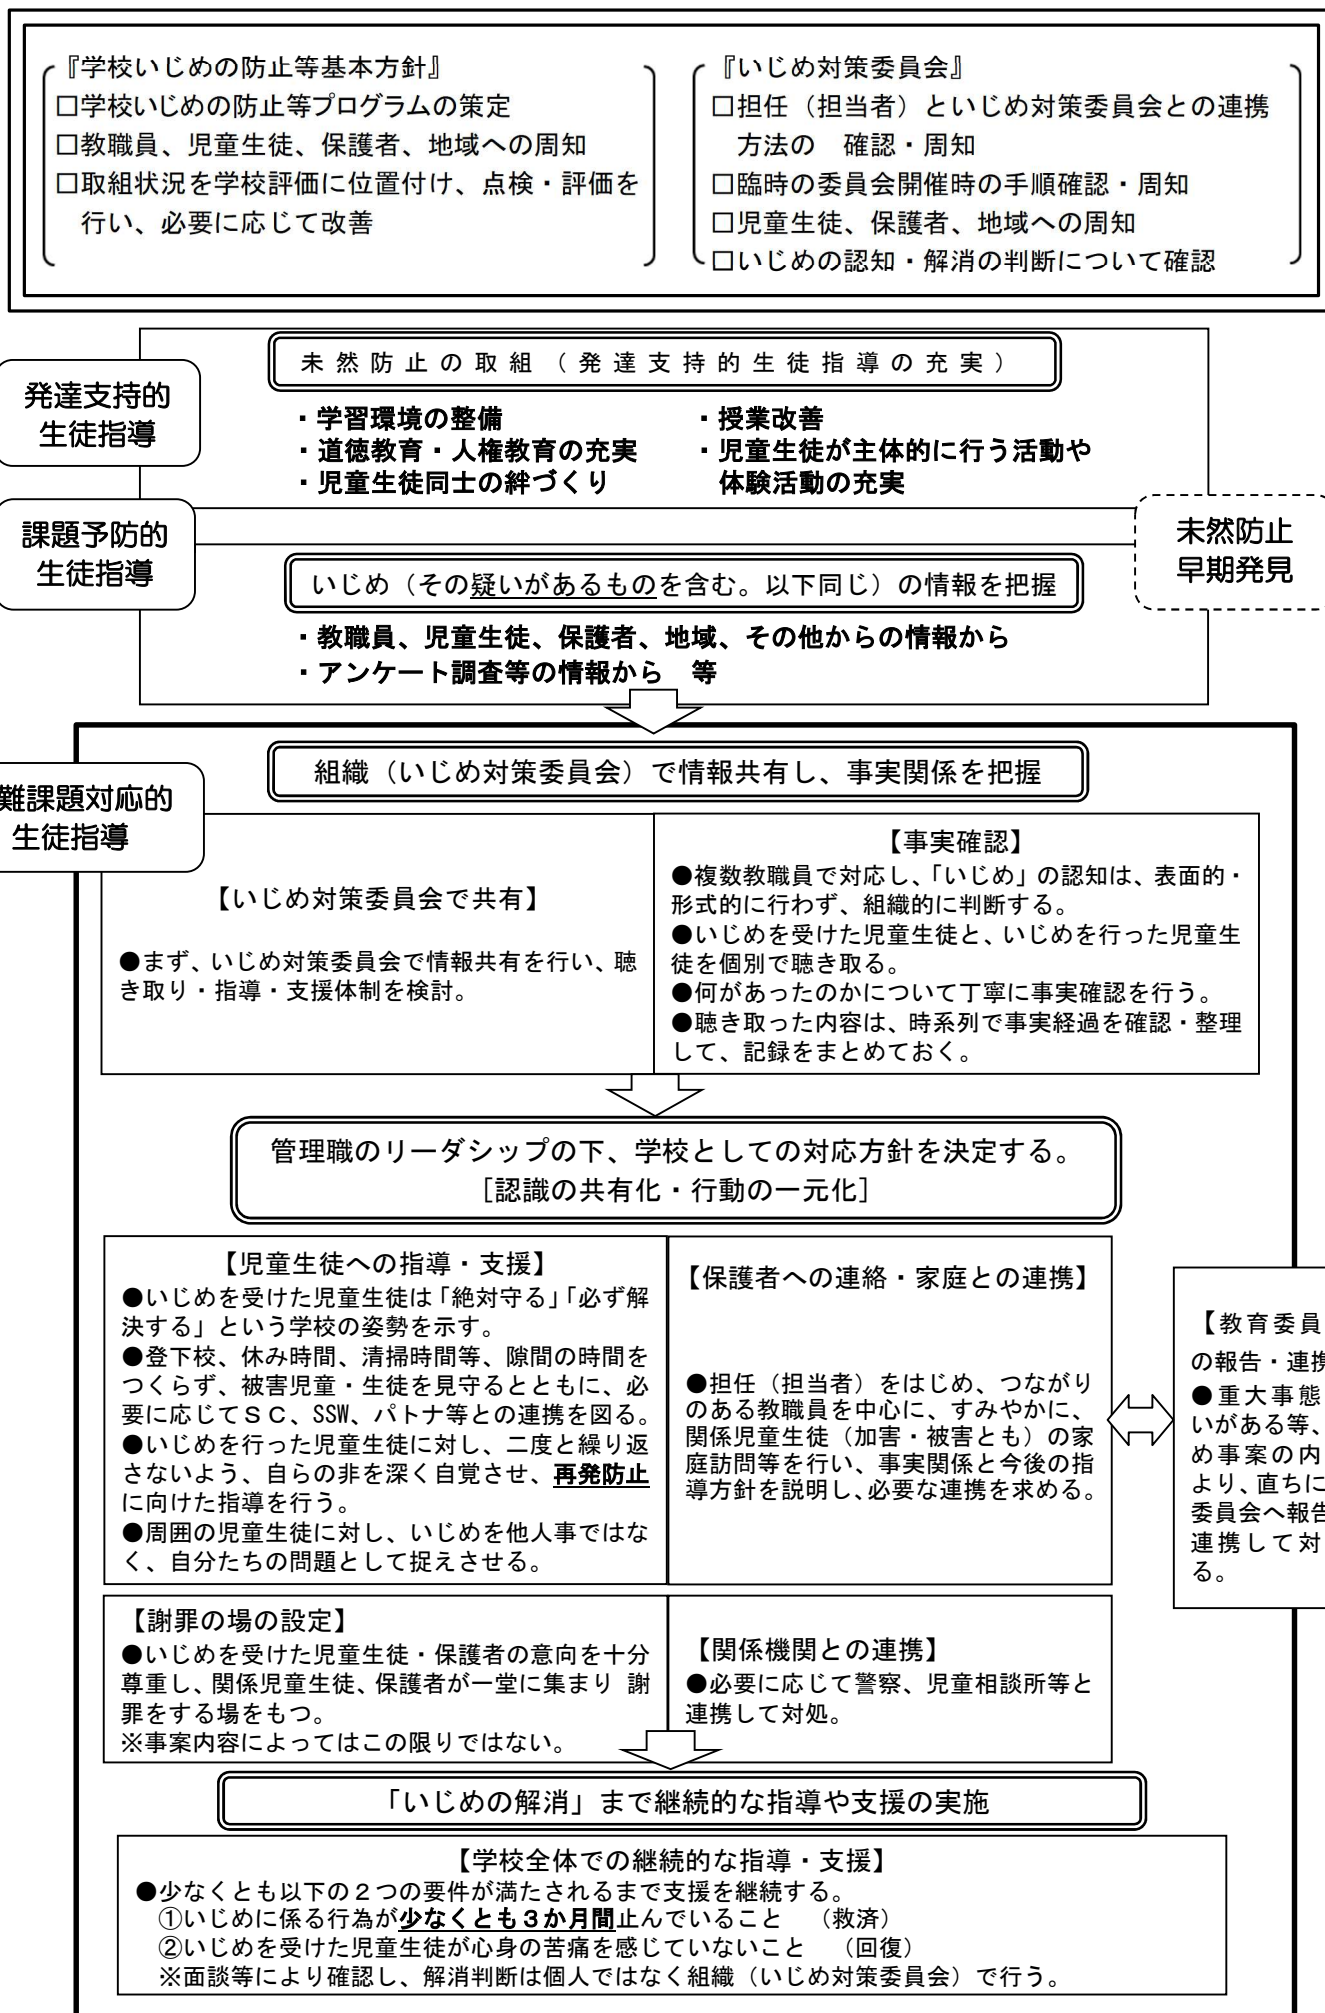 『学校いじめの防止等基本方針』
□学校いじめの防止等プログラムの策定
□教職員、児童生徒、保護者、地域への周知
□取組状況を学校評価に位置付け、点検・評価を
行い、必要に応じて改善
『いじめ対策委員会』
□担任（担当者）といじめ対策委員会との連携
方法の　確認・周知
□臨時の委員会開催時の手順確認・周知
□児童生徒、保護者、地域への周知
□いじめの認知・解消の判断について確認
発達支持的
生徒指導
未然防止の取組（発達支持的生徒指導の充実）
・学習環境の整備
・道徳教育・人権教育の充実
・児童生徒同士の絆づくり
・授業改善
・児童生徒が主体的に行う活動や
体験活動の充実
課題予防的
生徒指導
未然防止
早期発見
いじめ（その疑いがあるものを含む。以下同じ）の情報を把握
・教職員、児童生徒、保護者、地域、その他からの情報から
・アンケート調査等の情報から　等
難課題対応的
生徒指導
組織（いじめ対策委員会）で情報共有し、事実関係を把握
【いじめ対策委員会で共有】
●まず、いじめ対策委員会で情報共有を行い、聴
き取り・指導・支援体制を検討。
【事実確認】
●複数教職員で対応し、「いじめ」の認知は、表面的・
形式的に行わず、組織的に判断する。
●いじめを受けた児童生徒と、いじめを行った児童生
徒を個別で聴き取る。
●何があったのかについて丁寧に事実確認を行う。
●聴き取った内容は、時系列で事実経過を確認・整理
して、記録をまとめておく。
管理職のリーダシップの下、学校としての対応方針を決定する。
［認識の共有化・行動の一元化］
【児童生徒への指導・支援】
●いじめを受けた児童生徒は「絶対守る」「必ず解
決する」という学校の姿勢を示す。
●登下校、休み時間、清掃時間等、隙間の時間を
つくらず、被害児童・生徒を見守るとともに、必
要に応じてＳＣ、SSW、パトナ等との連携を図る。
●いじめを行った児童生徒に対し、二度と繰り返
さないよう、自らの非を深く自覚させ、再発防止
に向けた指導を行う。
●周囲の児童生徒に対し、いじめを他人事ではな
く、自分たちの問題として捉えさせる。
【保護者への連絡・家庭との連携】
●担任（担当者）をはじめ、つながり
のある教職員を中心に、すみやかに、
関係児童生徒（加害・被害とも）の家
庭訪問等を行い、事実関係と今後の指
導方針を説明し、必要な連携を求める。
【教育委員
の報告・連携
●重大事態
いがある等、
め事案の内
より、直ちに
委員会へ報告
連携して対
る。
【謝罪の場の設定】
●いじめを受けた児童生徒・保護者の意向を十分
尊重し、関係児童生徒、保護者が一堂に集まり 謝
罪をする場をもつ。
※事案内容によってはこの限りではない。
【関係機関との連携】
●必要に応じて警察、児童相談所等と
連携して対処。
「いじめの解消」まで継続的な指導や支援の実施
【学校全体での継続的な指導・支援】
●少なくとも以下の２つの要件が満たされるまで支援を継続する。
①いじめに係る行為が少なくとも３か月間止んでいること　（救済）
②いじめを受けた児童生徒が心身の苦痛を感じていないこと　（回復）
※面談等により確認し、解消判断は個人ではなく組織（いじめ対策委員会）で行う。